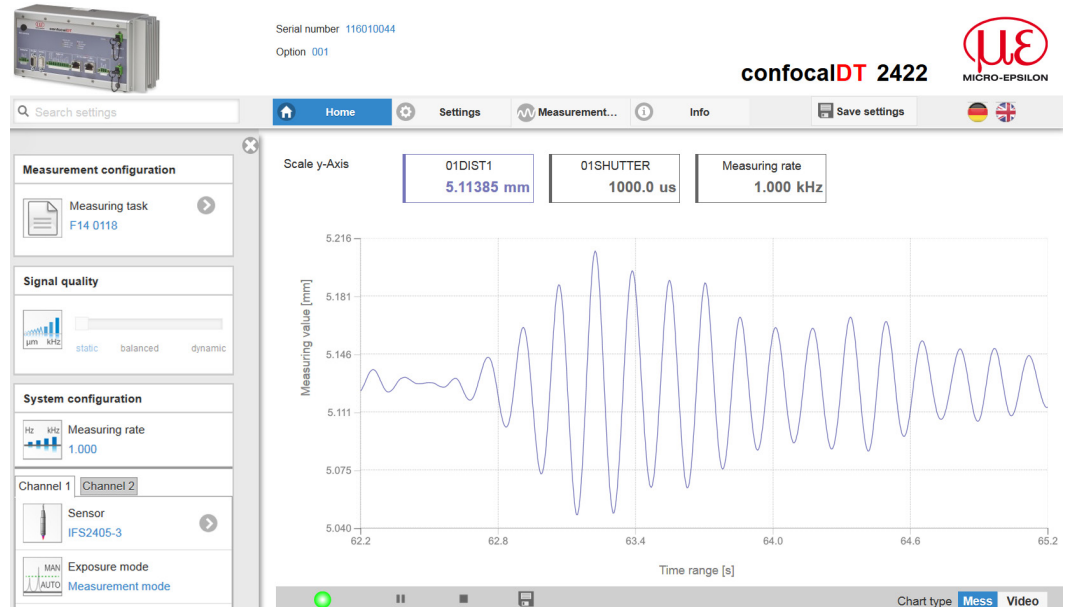 Serial number 116010044
Option 001
confocalDT 2422
με
MICRO-EPSILON
Search settings
Home
Settings
Measurement...
Info
Save settings
Measurement configuration
Measuring task
F14 0118
Signal quality
µm kHz
static balanced dynamic
System configuration
Hz kHz
Measuring rate
1.000
Channel 1 Channel 2
Sensor
IFS2405-3
MAN
AUTO
Exposure mode
Measurement mode
Scale y-Axis
01DIST1
5.11385 mm
01SHUTTER
1000.0 us
Measuring rate
1.000 kHz
Measuring value [mm]
5.216
5.181
5.146
5.111
5.075
5.040
62.2 62.8 63.4 64.0 64.6 65.2
Time range [s]
Chart type Mess Video